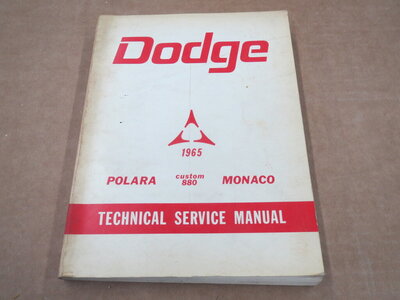 Dodge
1965
POLARA custom 880 MONACO
TECHNICAL SERVICE MANUAL